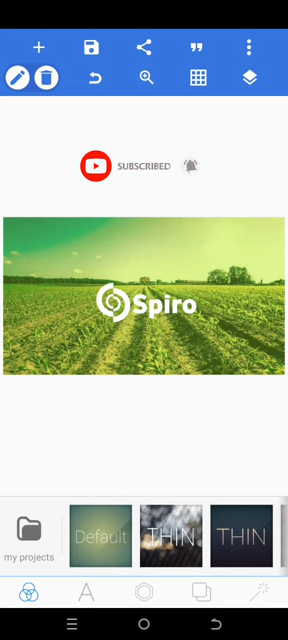 SUBSCRIBED
Spiro
my projects
Default
THIN
THIN
A